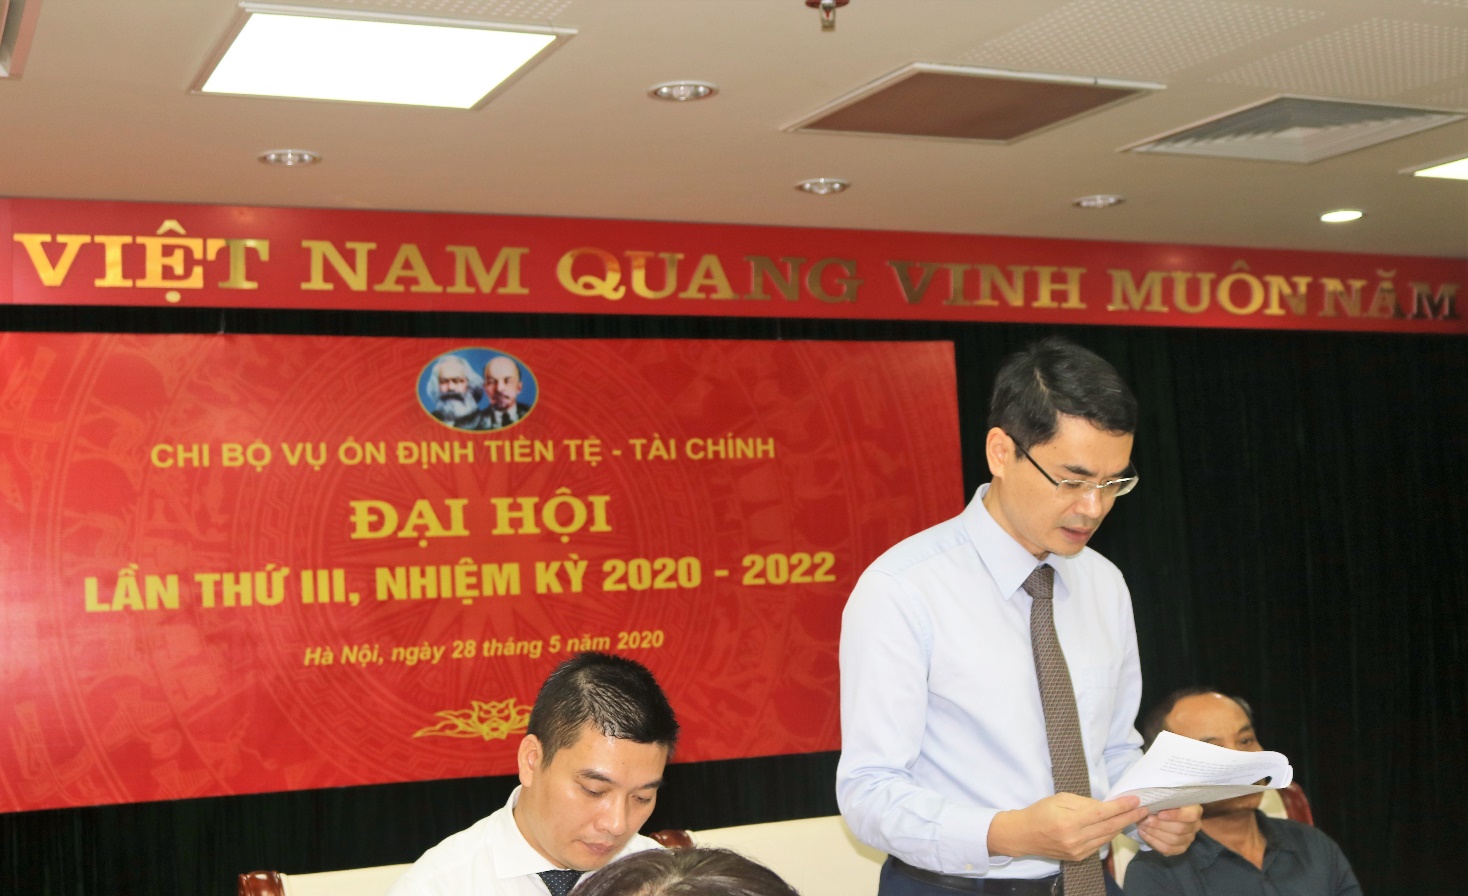 VIỆT NAM QUANG VINH MUÔN NĂM
CHI BỘ VỤ ỔN ĐỊNH TIỀN TỆ - TÀI CHÍNH
ĐẠI HỘI
LẦN THỨ III, NHIỆM KỲ 2020 - 2022
Hà Nội, ngày 28 tháng 5 năm 2020